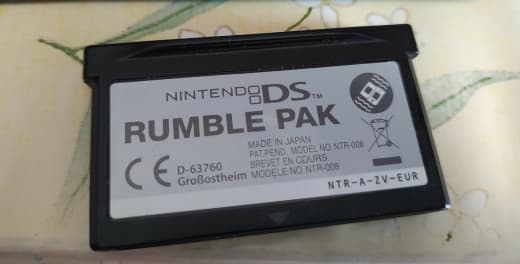 NINTENDO DS™
RUMBLE PAK
MADE IN JAPAN
PAT.PEND. MODEL NO.NTR-008
BREVET EN COURS
MODELE NO.NTR-008
CE
D-63760
Großostheim
NTR-A-ZV-EUR